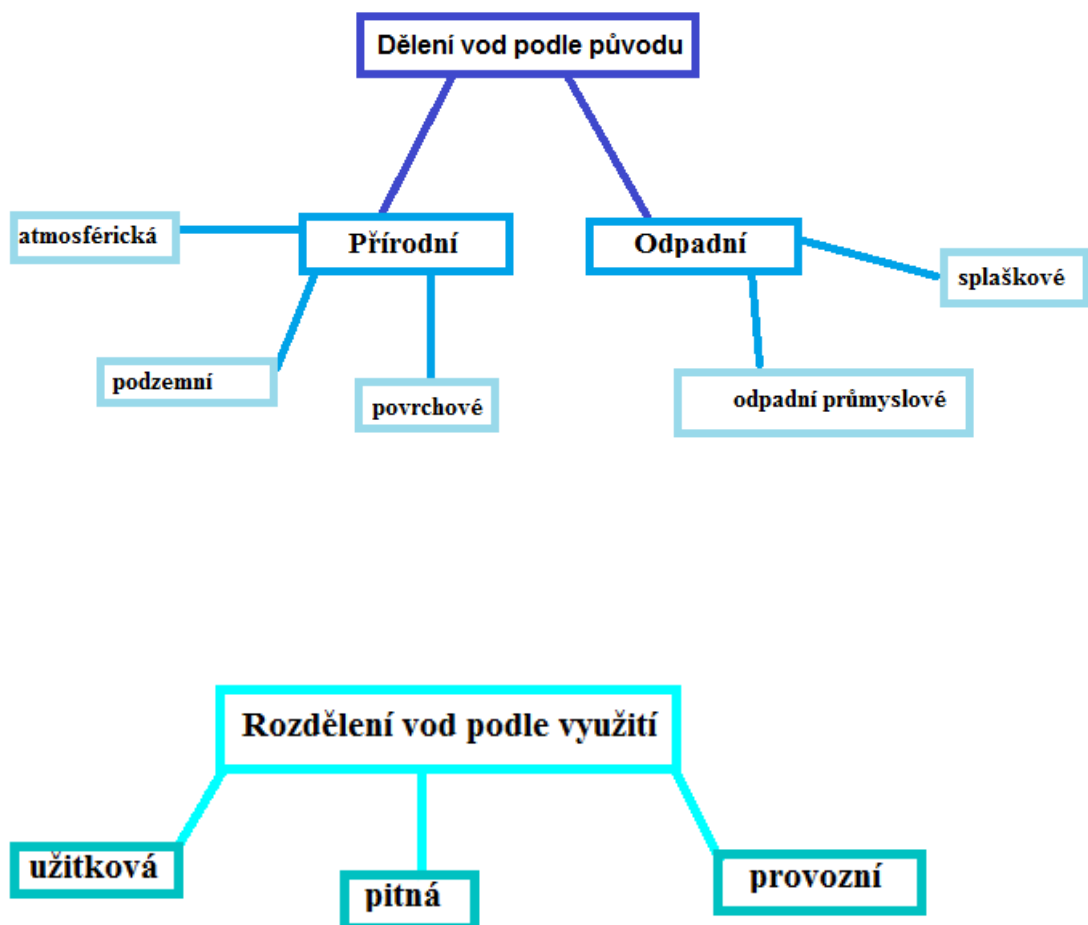 Dělení vod podle původu
Přírodní
Odpadní
atmosférická
splaškové
podzemní
povrchové
odpadní průmyslové
Rozdělení vod podle využití
užitková
pitná
provozní